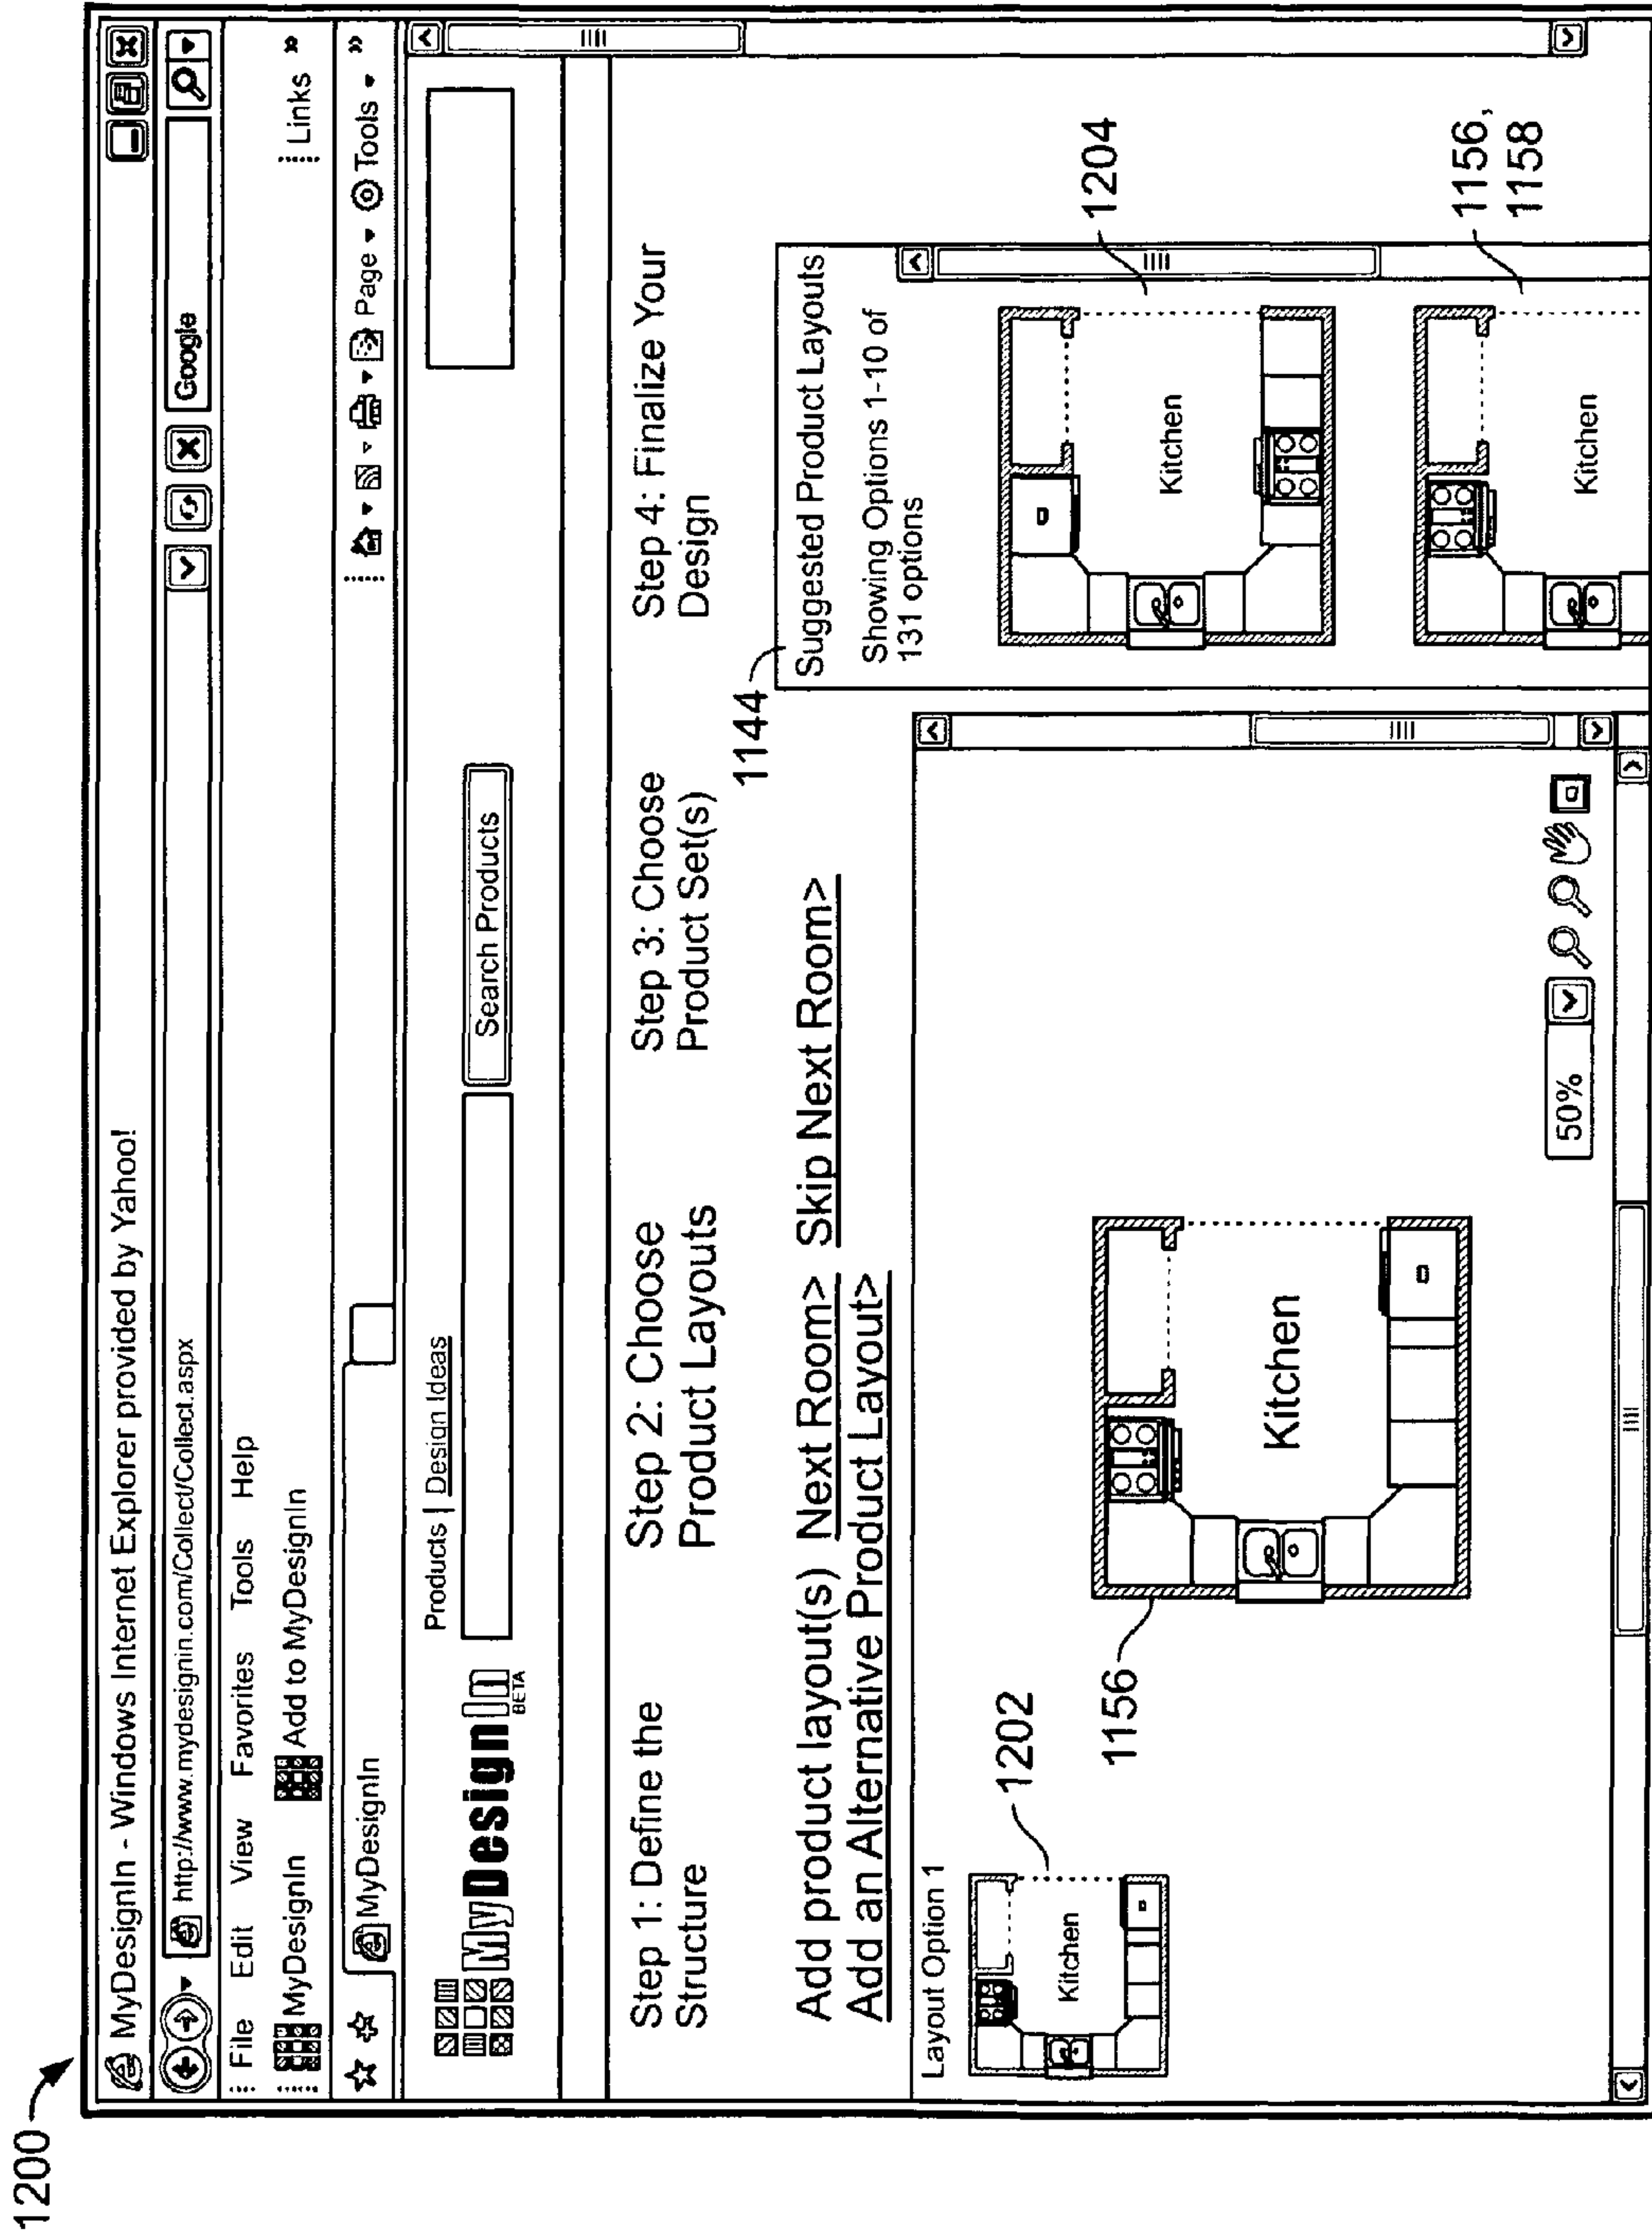 1200
MyDesignIn - Windows Internet Explorer provided by Yahoo!
http://www.mydesignin.com/Collect/Collect.aspx
Google
File Edit View Favorites Tools Help
MyDesignIn Add to MyDesignIn
Links »
MyDesignIn
Page Tools »
Products | Design Ideas
MyDesignIn
BETA
Search Products
Step 1: Define the
Structure
Step 2: Choose
Product Layouts
Step 3: Choose
Product Set(s)
Step 4: Finalize Your
Design
Add product layout(s) Next Room> Skip Next Room>
Add an Alternative Product Layout>
1144
Suggested Product Layouts
Showing Options 1-10 of
131 options
Layout Option 1
1202
Kitchen
1156
Kitchen
50%
1204
Kitchen
1156,
1158
Kitchen